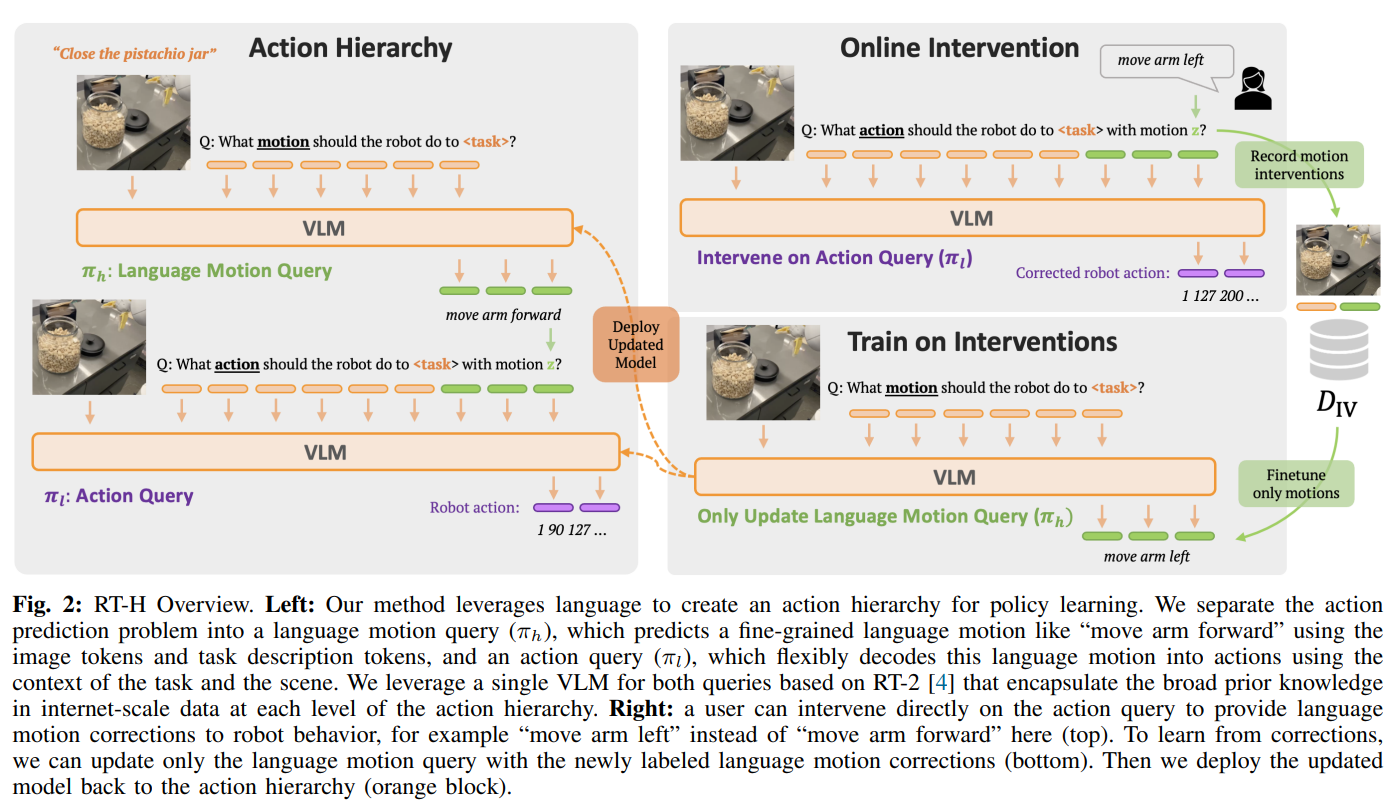 Action Hierarchy
“Close the pistachio jar”
Q: What motion should the robot do to <task>?
VLM
πh: Language Motion Query
move arm forward
Q: What action should the robot do to <task> with motion z?
VLM
πl: Action Query
Robot action:
1 90 127 ...
Deploy
Updated
Model
Online Intervention
move arm left
Q: What action should the robot do to <task> with motion z?
VLM
Intervene on Action Query (πl)
Corrected robot action:
1 127 200 ...
Record motion
interventions
DIV
Finetune
only motions
Train on Interventions
Q: What motion should the robot do to <task>?
VLM
Only Update Language Motion Query (πh)
move arm left
Fig. 2: RT-H Overview. Left: Our method leverages language to create an action hierarchy for policy learning. We separate the action
prediction problem into a language motion query (πh), which predicts a fine-grained language motion like “move arm forward” using the
image tokens and task description tokens, and an action query (πl), which flexibly decodes this language motion into actions using the
context of the task and the scene. We leverage a single VLM for both queries based on RT-2 [4] that encapsulate the broad prior knowledge
in internet-scale data at each level of the action hierarchy. Right: a user can intervene directly on the action query to provide language
motion corrections to robot behavior, for example “move arm left” instead of “move arm forward” here (top). To learn from corrections,
we can update only the language motion query with the newly labeled language motion corrections (bottom). Then we deploy the updated
model back to the action hierarchy (orange block).